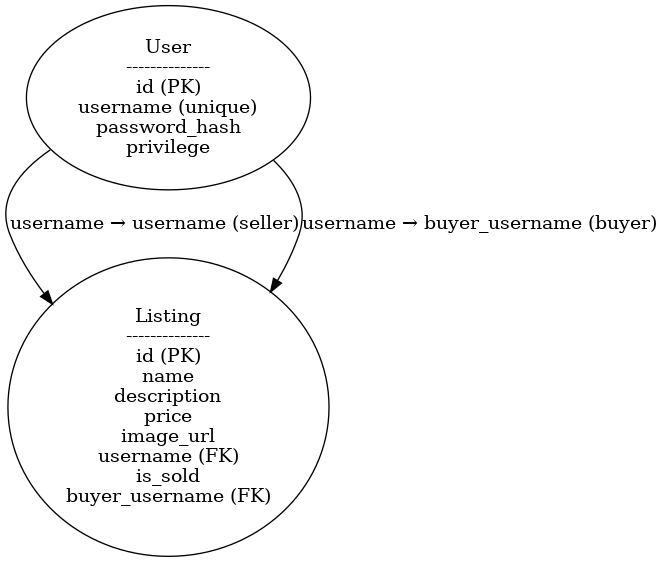 User
--------------
id (PK)
username (unique)
password_hash
privilege
username → username (seller)
username → buyer_username (buyer)
Listing
--------------
id (PK)
name
description
price
image_url
username (FK)
is_sold
buyer_username (FK)